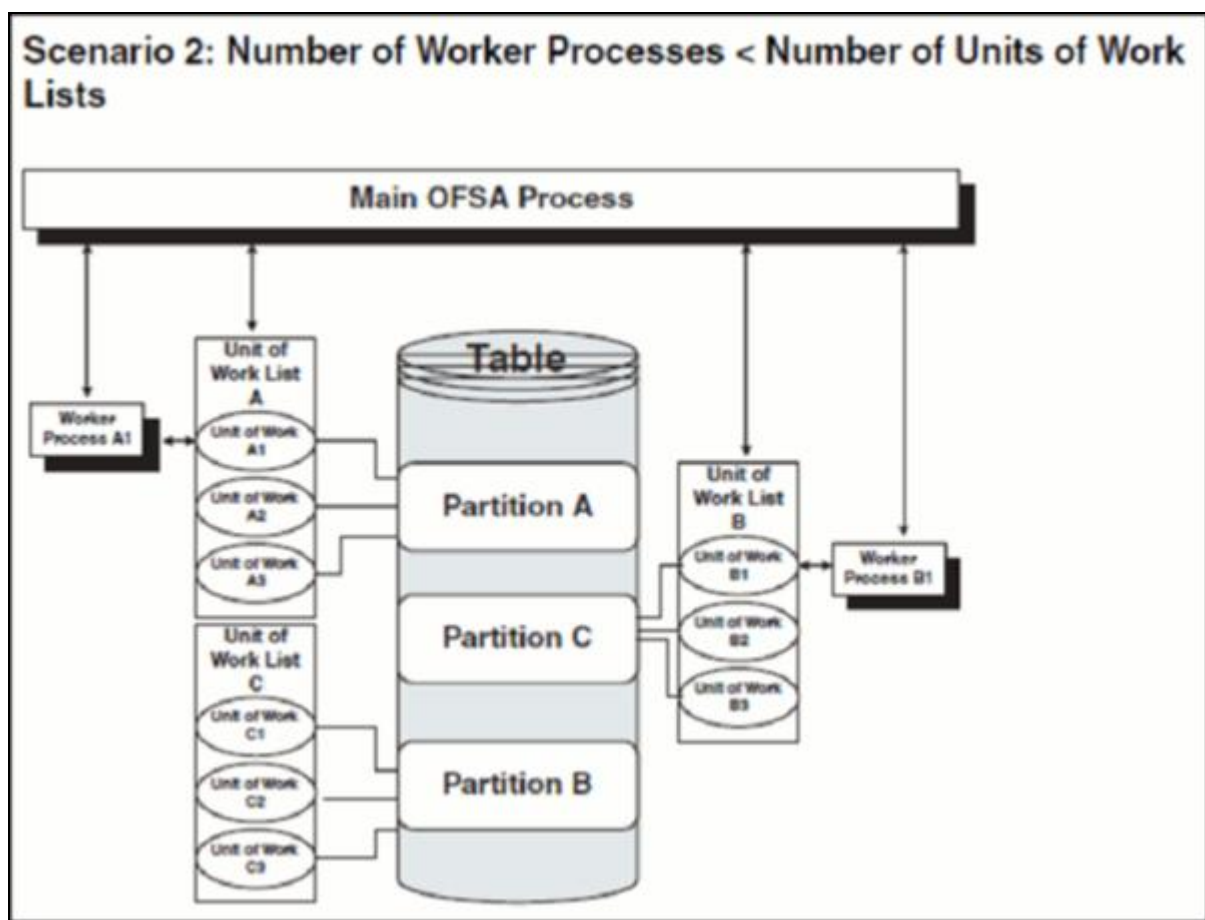 Scenario 2: Number of Worker Processes < Number of Units of Work
Lists
Main OFSA Process
Unit of
Work List
A
Table
Worker
Process A1
Unit of Work
A1
Unit of Work
A2
Unit of Work
A3
Partition A
Unit of
Work List
B
Unit of Work
B1
Worker
Process B1
Unit of Work
B2
Unit of Work
B3
Partition C
Unit of
Work List
C
Unit of Work
C1
Unit of Work
C2
Unit of Work
C3
Partition B